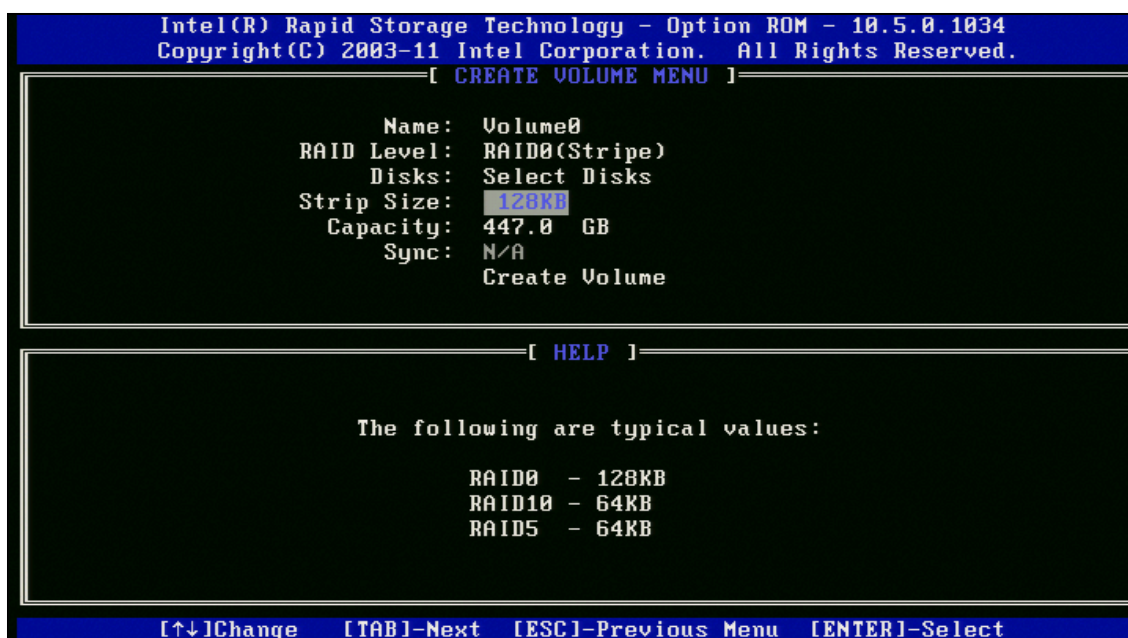 Intel(R) Rapid Storage Technology - Option ROM - 10.5.0.1034
Copyright(C) 2003-11 Intel Corporation.  All Rights Reserved.
[ CREATE VOLUME MENU ]
Name: Volume0
RAID Level: RAID0(Stripe)
Disks: Select Disks
Strip Size: 128KB
Capacity: 447.0 GB
Sync: N/A
Create Volume
[ HELP ]
The following are typical values:
RAID0 - 128KB
RAID10 - 64KB
RAID5 - 64KB
[↑↓]Change [TAB]-Next [ESC]-Previous Menu [ENTER]-Select